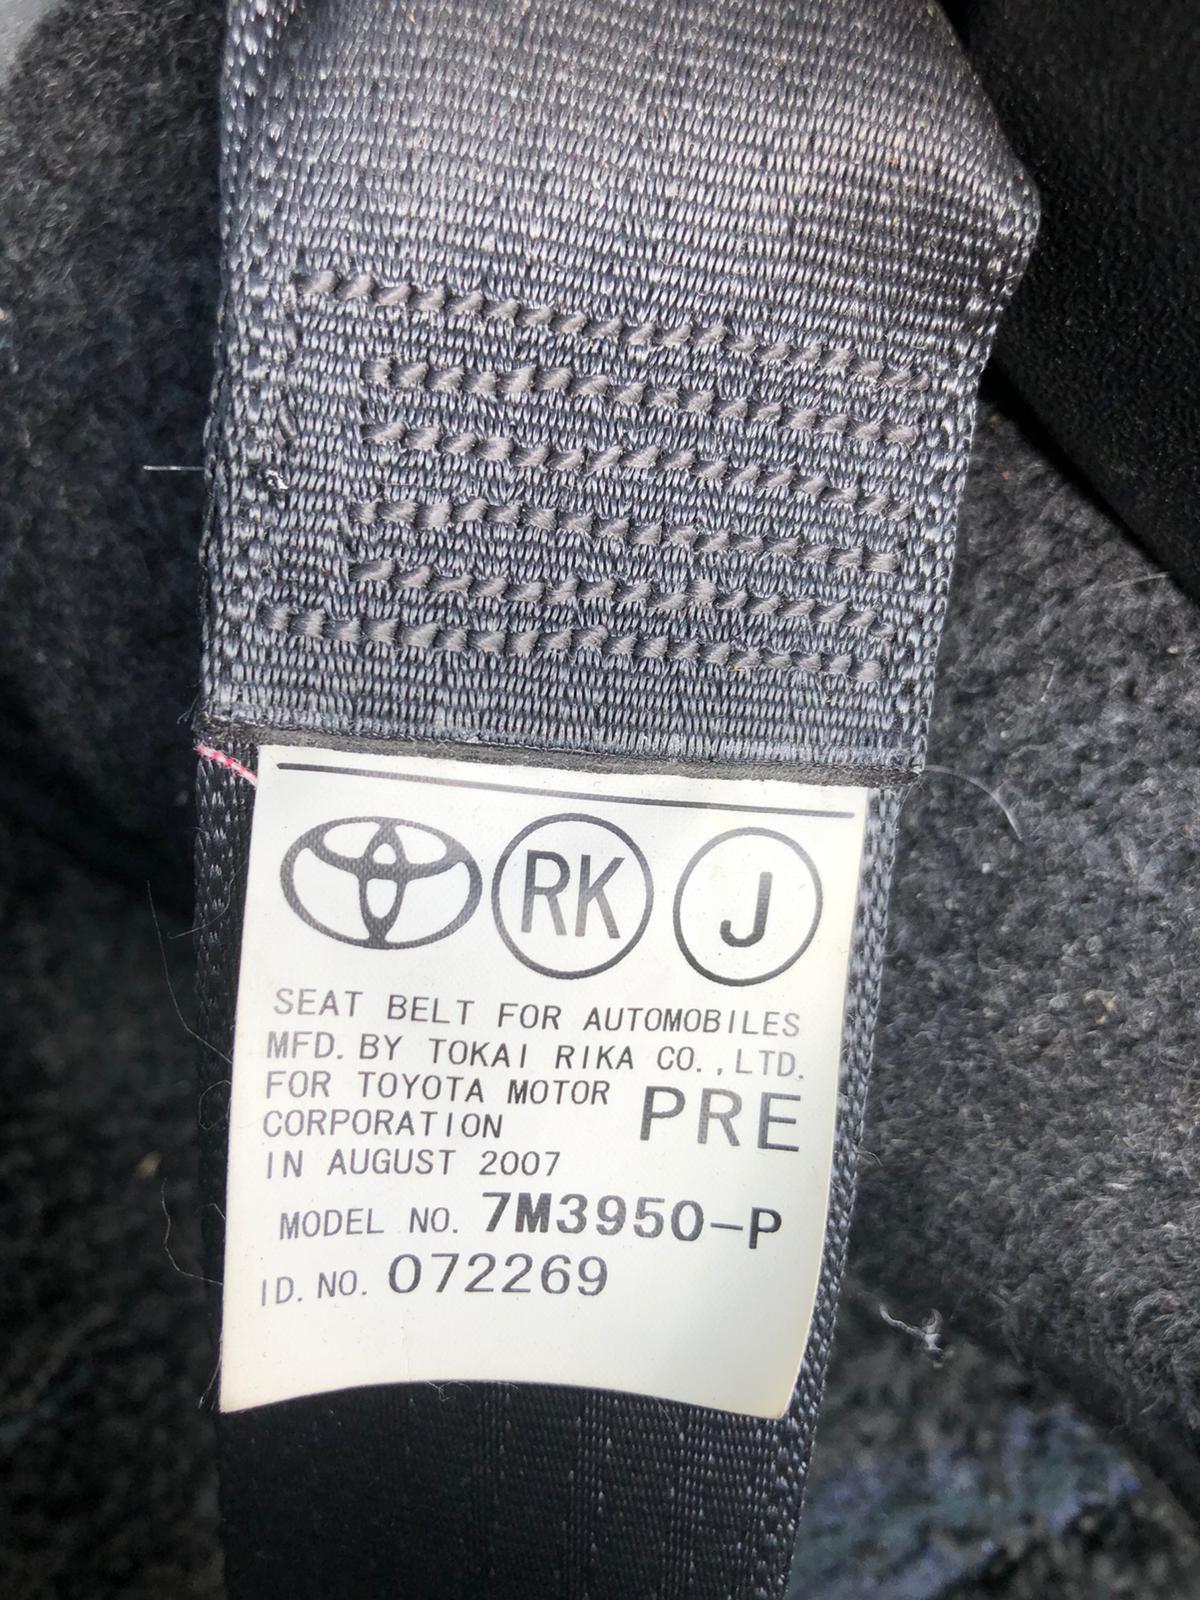 RK J
SEAT BELT FOR AUTOMOBILES
MFD. BY TOKAI RIKA CO., LTD.
FOR TOYOTA MOTOR
CORPORATION
PRE
IN AUGUST 2007
MODEL NO. 7M3950-P
ID. NO. 072269